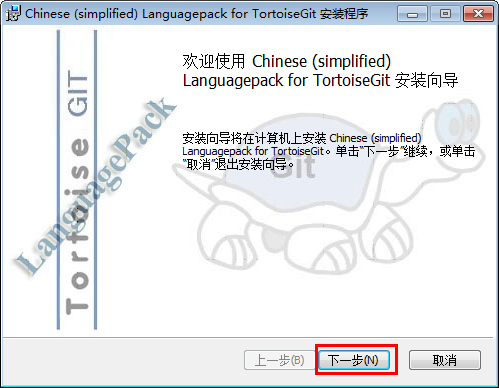 Chinese (simplified) Languagepack for TortoiseGit 安装程序
欢迎使用 Chinese (simplified)
Languagepack for TortoiseGit 安装向导
安装向导将在计算机上安装 Chinese (simplified)
Languagepack for TortoiseGit。单击“下一步”继续，或单击
“取消”退出安装向导。
Git
Tortoise GIT
LanguagePack
上一步(B)
下一步(N)
取消